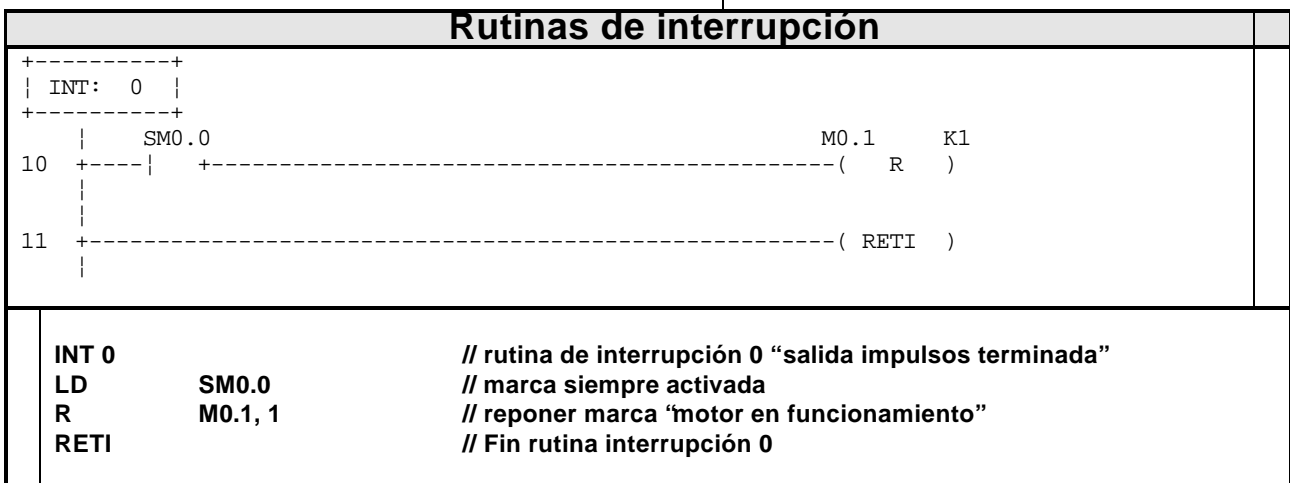 Rutinas de interrupción
+----------+
¦ INT:  0  ¦
+----------+
    ¦    SM0.0                                             M0.1    K1
10  +----¦   +----------------------------------------------(   R   )
    ¦
    ¦
11  +-------------------------------------------------------( RETI  )
    ¦
INT 0 // rutina de interrupción 0 “salida impulsos terminada”
LD SM0.0 // marca siempre activada
R M0.1, 1 // reponer marca “motor en funcionamiento”
RETI // Fin rutina interrupción 0